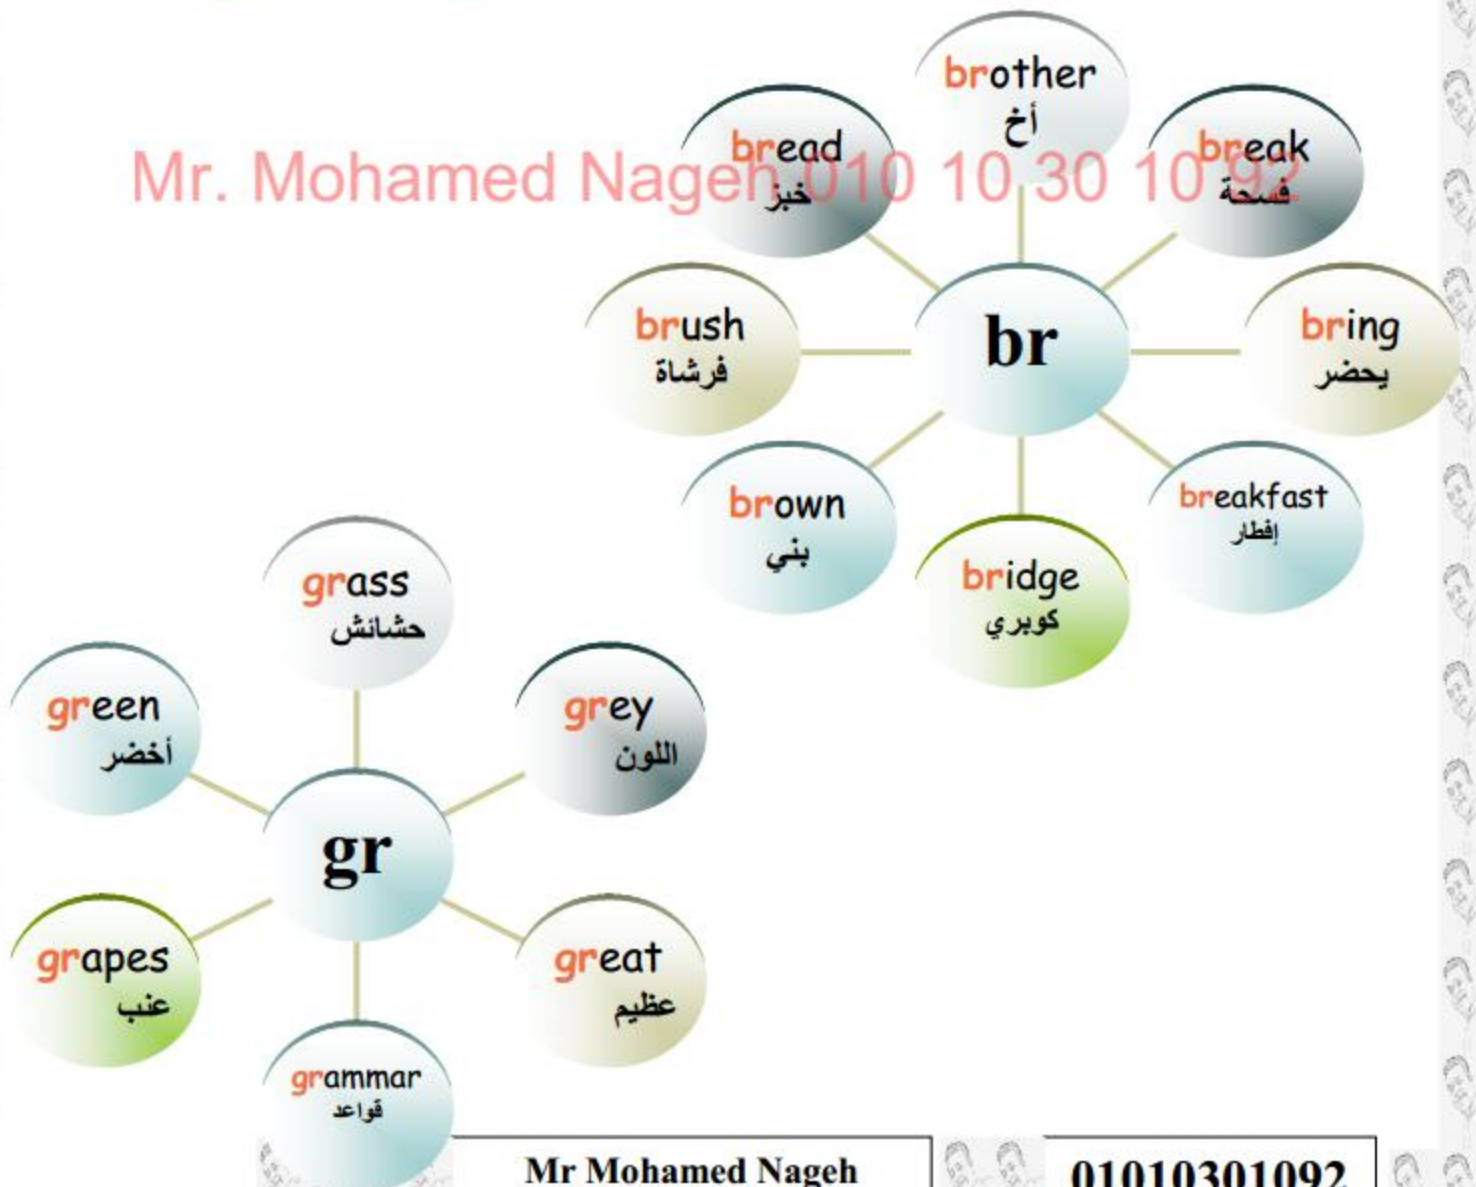 brother
أخ
bread
خبز
break
فسحة
Mr. Mohamed Nageh 010 10 30 10 92
brush
فرشاة
br
bring
يحضر
brown
بني
breakfast
إفطار
bridge
كوبري
grass
حشائش
green
أخضر
grey
اللون
gr
grapes
عنب
great
عظيم
grammar
قواعد
Mr Mohamed Nageh
01010301092